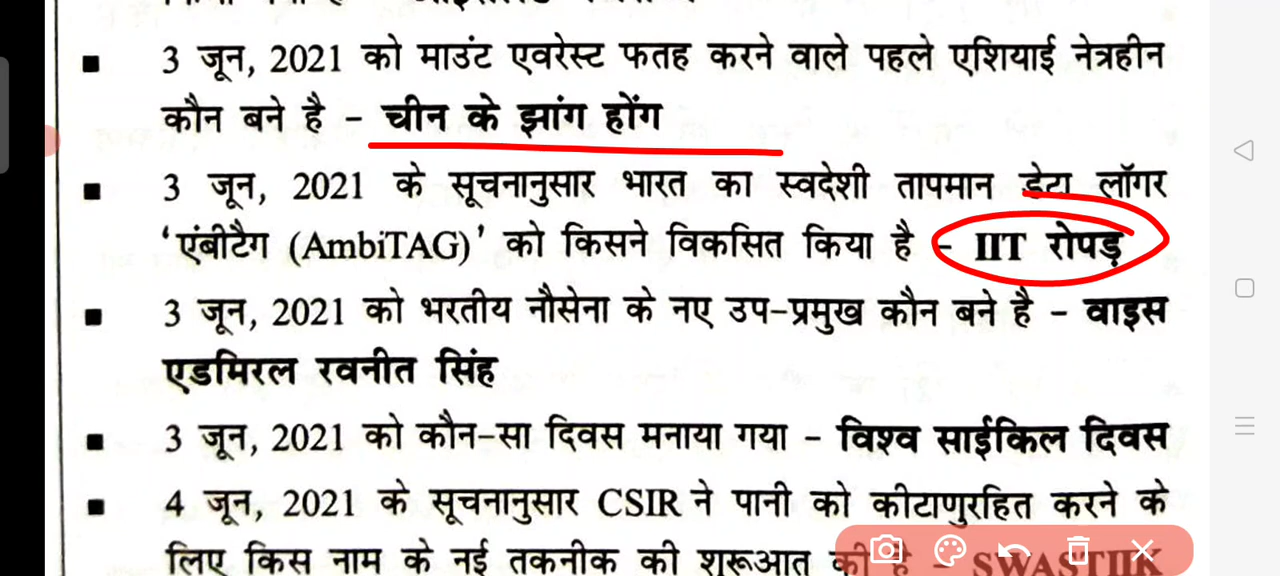 ■ 3 जून, 2021 को माउंट एवरेस्ट फतह करने वाले पहले एशियाई नेत्रहीन
कौन बने है - चीन के झांग होंग
■ 3 जून, 2021 के सूचनानुसार भारत का स्वदेशी तापमान डेटा लॉगर
'एंबीटैग (AmbiTAG)' को किसने विकसित किया है - IIT रोपड़
■ 3 जून, 2021 को भरतीय नौसेना के नए उप-प्रमुख कौन बने है - वाइस
एडमिरल रवनीत सिंह
■ 3 जून, 2021 को कौन-सा दिवस मनाया गया - विश्व साईकिल दिवस
■ 4 जून, 2021 के सूचनानुसार CSIR ने पानी को कीटाणुरहित करने के
लिए किस नाम के नई तकनीक की शुरूआत की है - SWASTIIK